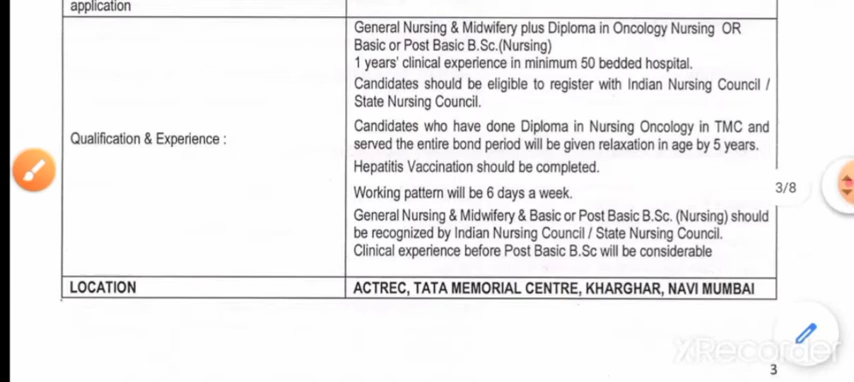 application
General Nursing & Midwifery plus Diploma in Oncology Nursing OR
Basic or Post Basic B.Sc.(Nursing)
1 years' clinical experience in minimum 50 bedded hospital.
Candidates should be eligible to register with Indian Nursing Council /
State Nursing Council.
Qualification & Experience :
Candidates who have done Diploma in Nursing Oncology in TMC and
served the entire bond period will be given relaxation in age by 5 years.
Hepatitis Vaccination should be completed.
Working pattern will be 6 days a week.
3/8
General Nursing & Midwifery & Basic or Post Basic B.Sc. (Nursing) should
be recognized by Indian Nursing Council / State Nursing Council.
Clinical experience before Post Basic B.Sc will be considerable
LOCATION
ACTREC, TATA MEMORIAL CENTRE, KHARGHAR, NAVI MUMBAI
XRecorder
3